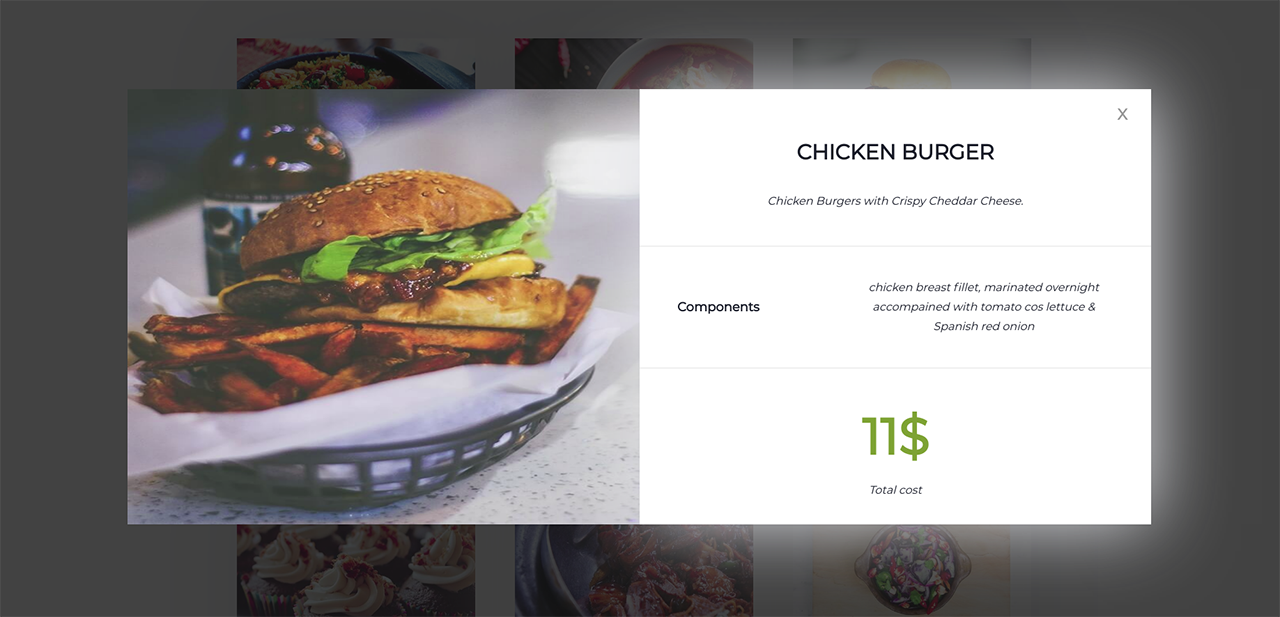 X
CHICKEN BURGER
Chicken Burgers with Crispy Cheddar Cheese.
Components
chicken breast fillet, marinated overnight
accompained with tomato cos lettuce &
Spanish red onion
11$
Total cost